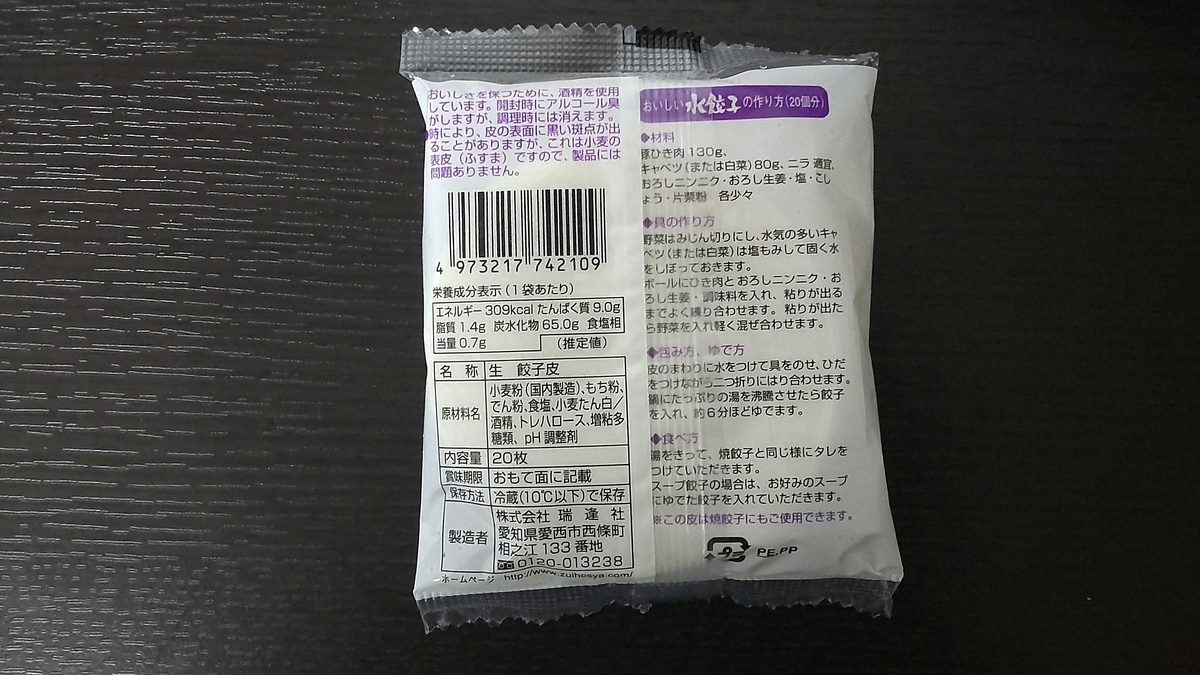 おいしさを保つために、酒精を使用
しています。開封時にアルコール臭
がしますが、調理時には消えます。
時により、皮の表面に黒い斑点が出
ることがありますが、これは小麦の
表皮（ふすま）ですので、製品には
問題ありません。
4 973217 742109
栄養成分表示（1袋あたり）
エネルギー 309kcal たんぱく質 9.0g
脂質 1.4g 炭水化物 65.0g 食塩相
当量 0.7g （推定値）
名 称 生 餃子皮
原材料名 小麦粉（国内製造）、もち粉、
でん粉、食塩、小麦たん白／
酒精、トレハロース、増粘多
糖類、pH調整剤
内容量 20枚
賞味期限 おもて面に記載
保存方法 冷蔵(10℃以下)で保存
製造者 株式会社 瑞逢社
愛知県愛西市西條町
相之江133番地
0120-013238
ホームページ http://www.zuihosya.com/
おいしい水餃子の作り方（20個分）
◆材料
豚ひき肉130g、
キャベツ（または白菜）80g、ニラ 適宜、
おろしニンニク・おろし生姜・塩・こし
ょう・片栗粉 各少々
◆具の作り方
野菜はみじん切りにし、水気の多いキャ
ベツ（または白菜）は塩もみして固く水
をしぼっておきます。
ボールにひき肉とおろしニンニク・お
ろし生姜・調味料を入れ、粘りが出る
までよく練り合わせます。粘りが出た
ら野菜を入れ軽く混ぜ合わせます。
◆包み方、ゆで方
皮のまわりに水をつけて具をのせ、ひだ
をつけながら二つ折りにはり合わせます。
鍋にたっぷりの湯を沸騰させたら餃子
を入れ、約6分ほどゆでます。
◆食べ方
湯をきって、焼餃子と同じ様にタレを
つけていただきます。
スープ餃子の場合は、お好みのスープ
にゆでた餃子を入れていただきます。
※この皮は焼餃子にもご使用できます。
プラ PE,PP